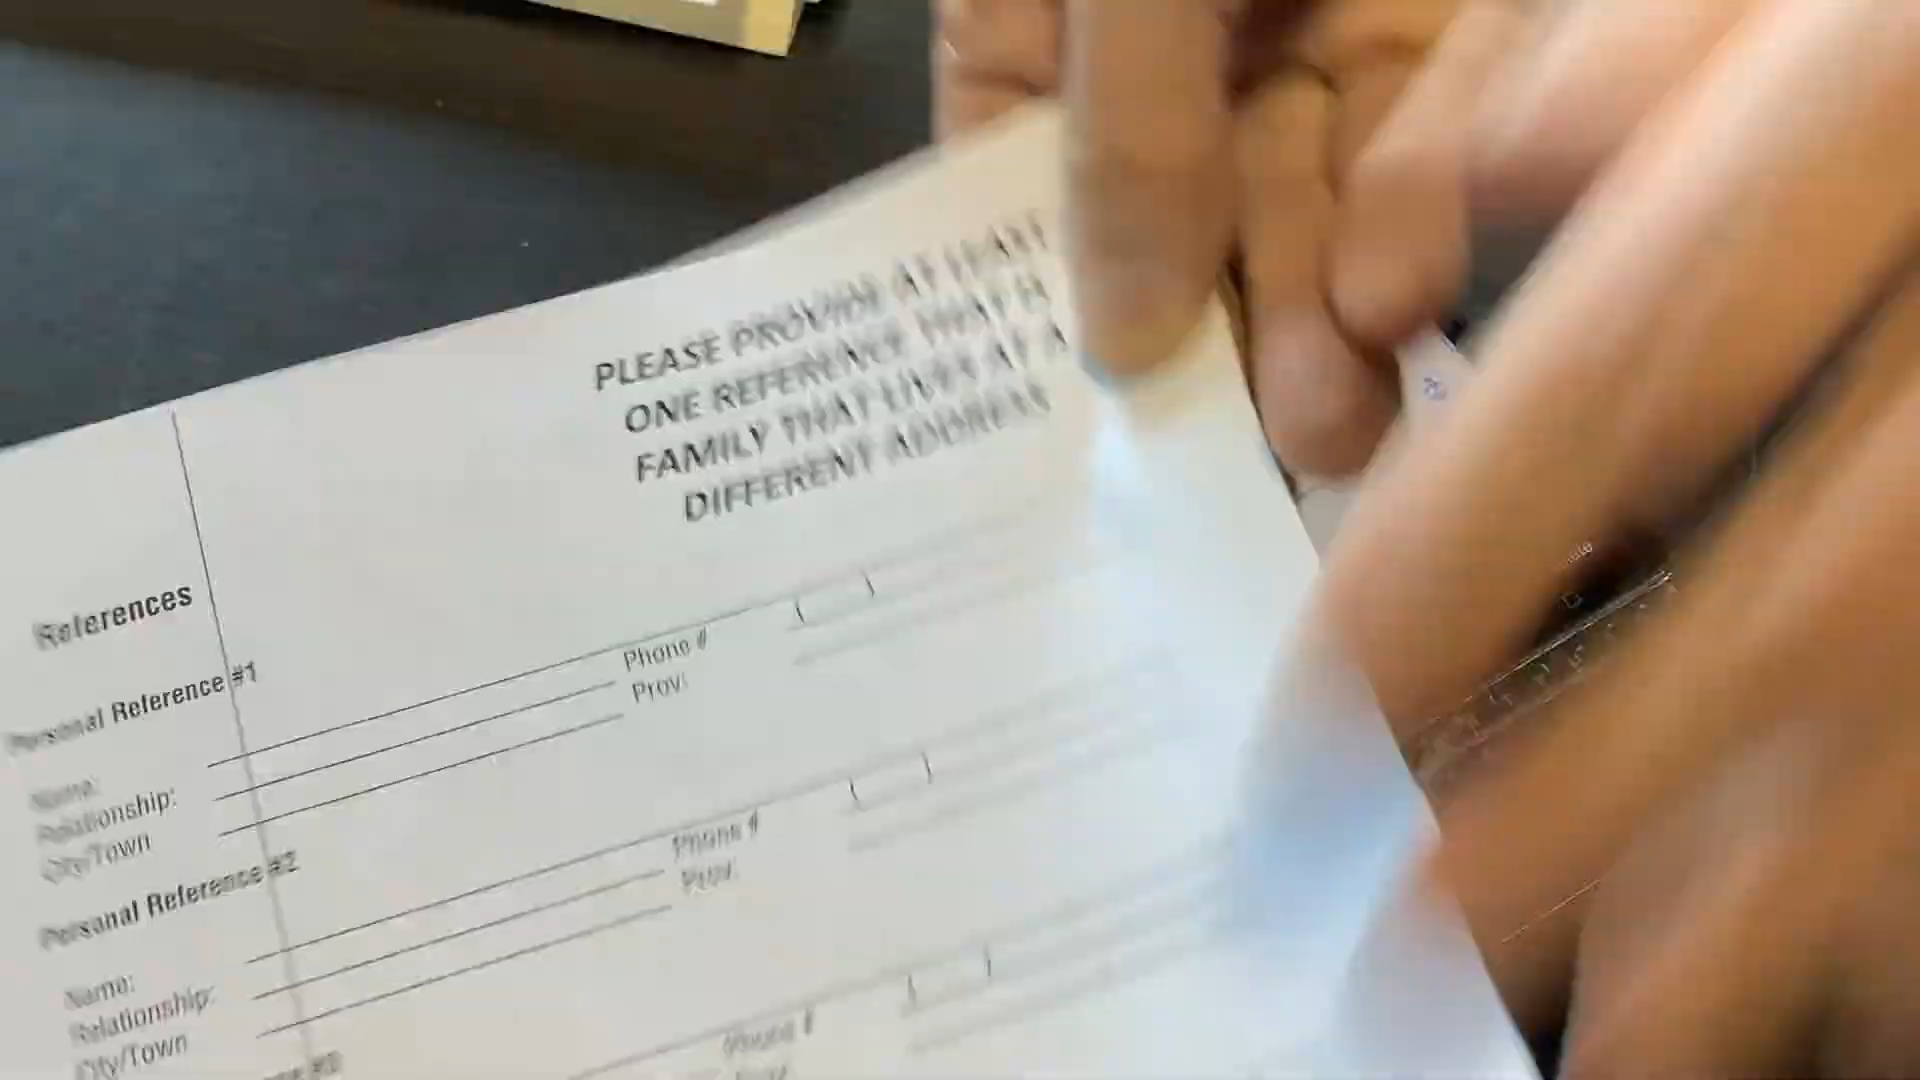 PLEASE PROVIDE AT LEAST
ONE REFERENCE THAT IS
FAMILY THAT LIVES AT A
DIFFERENT ADDRESS
References
Personal Reference #1
Name:
Phone # ( )
Relationship:
Prov:
City/Town
Personal Reference #2
Name:
Phone # ( )
Relationship:
Prov:
City/Town
#3
Phone # ( )